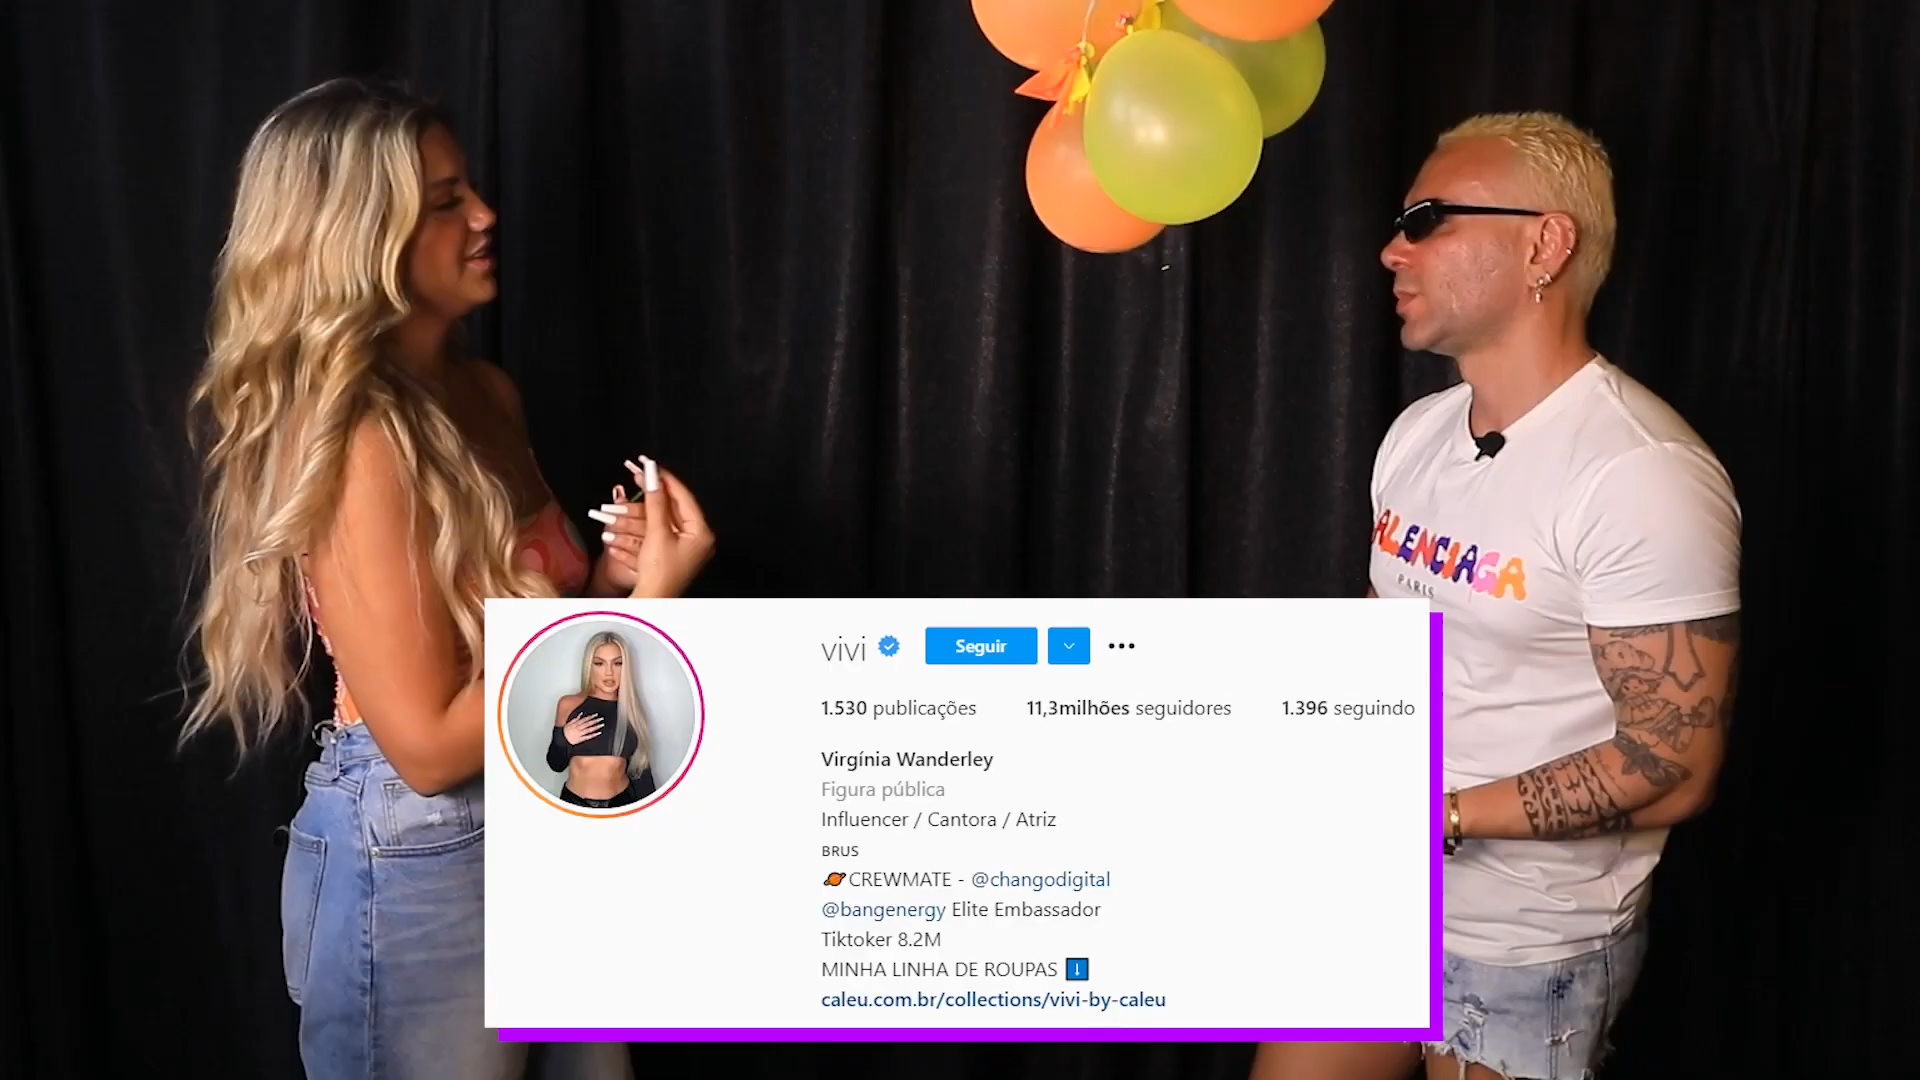 ALENCIAGA
PARIS
vivi
Seguir
1.530 publicações 11,3milhões seguidores 1.396 seguindo
Virgínia Wanderley
Figura pública
Influencer / Cantora / Atriz
BRUS
🪐CREWMATE - @changodigital
@bangenergy Elite Embassador
Tiktoker 8.2M
MINHA LINHA DE ROUPAS ⬇️
caleu.com.br/collections/vivi-by-caleu